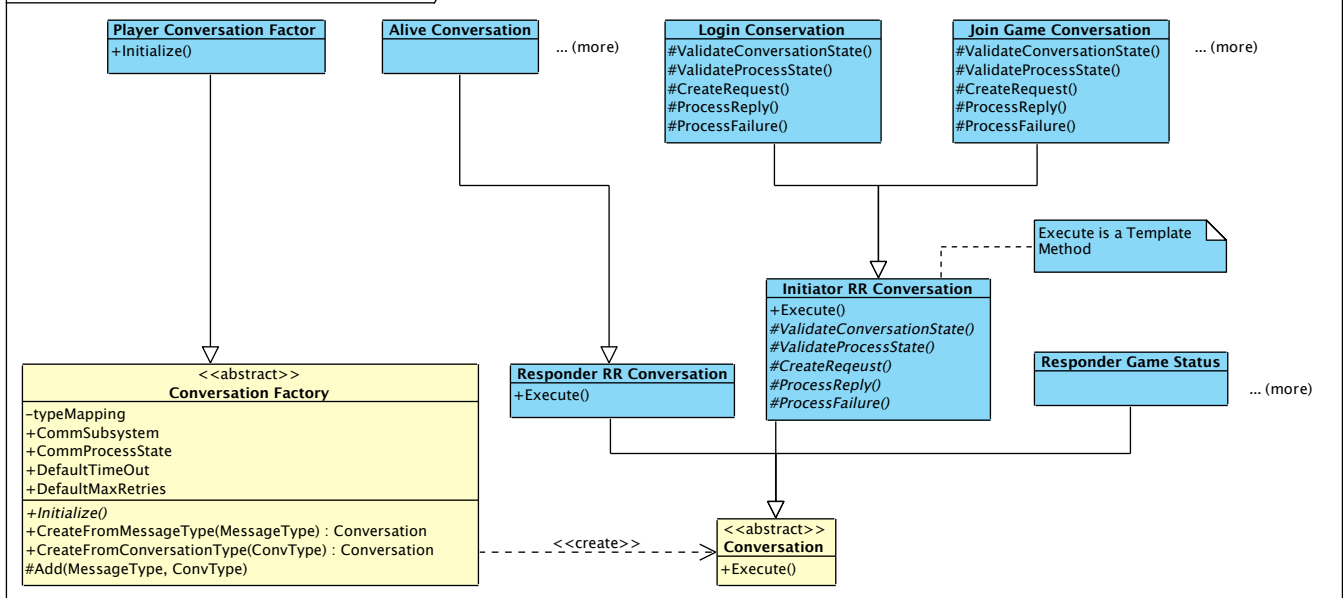 Player Conversation Factor
+Initialize()
Alive Conversation
... (more)
Login Conservation
#ValidateConversationState()
#ValidateProcessState()
#CreateRequest()
#ProcessReply()
#ProcessFailure()
Join Game Conversation
#ValidateConversationState()
#ValidateProcessState()
#CreateRequest()
#ProcessReply()
#ProcessFailure()
... (more)
Execute is a Template
Method
Initiator RR Conversation
+Execute()
#ValidateConversationState()
#ValidateProcessState()
#CreateReqeust()
#ProcessReply()
#ProcessFailure()
<<abstract>>
Conversation Factory
-typeMapping
+CommSubsystem
+CommProcessState
+DefaultTimeOut
+DefaultMaxRetries
+Initialize()
+CreateFromMessageType(MessageType) : Conversation
+CreateFromConversationType(ConvType) : Conversation
#Add(MessageType, ConvType)
Responder RR Conversation
+Execute()
Responder Game Status
... (more)
<<create>>
<<abstract>>
Conversation
+Execute()